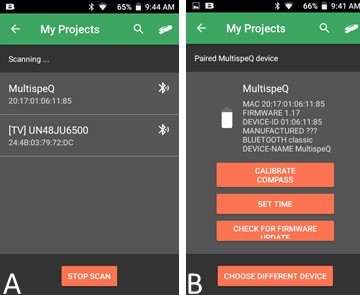 65% 9:44 AM
My Projects
Scanning ...
MultispeQ
20:17:01:06:11:85
[TV] UN48JU6500
24:4B:03:79:72:DC
STOP SCAN
A
66% 9:41 AM
My Projects
Paired MultispeQ device
MultispeQ
MAC 20:17:01:06:11:85
FIRMWARE 1.17
DEVICE-ID 01:06:11:85
MANUFACTURED ???
BLUETOOTH classic
DEVICE-NAME MultispeQ
CALIBRATE
COMPASS
SET TIME
CHECK FOR FIRMWARE
UPDATE
CHOOSE DIFFERENT DEVICE
B